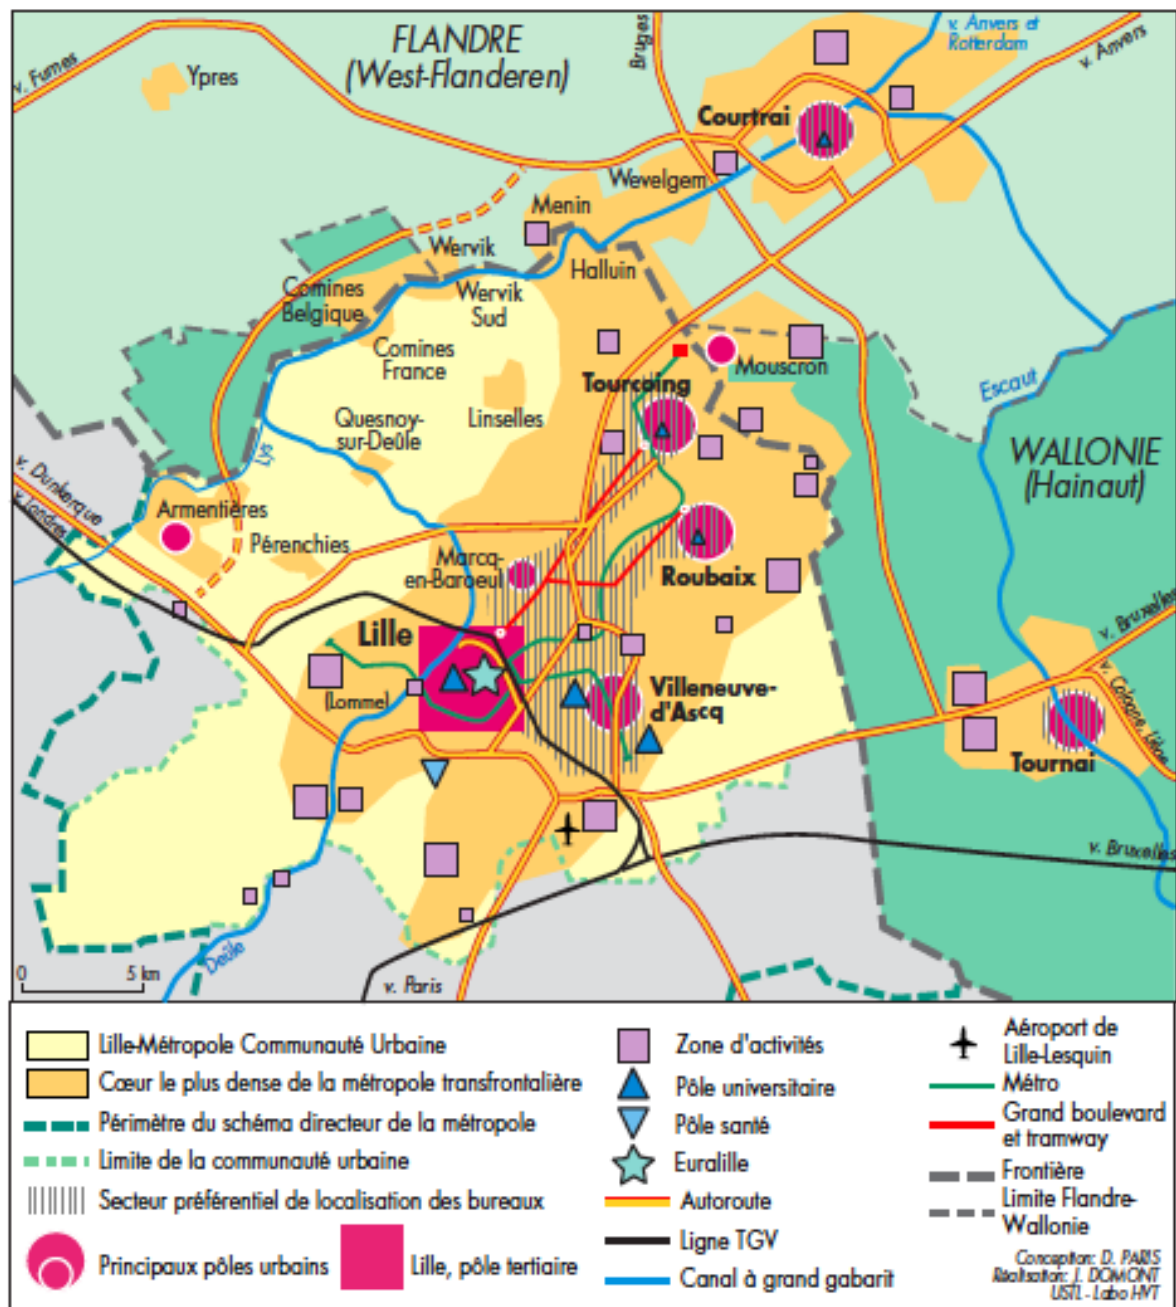 FLANDRE
(West-Flanderen)
Bruges
v. Anvers et
Rotterdam
v. Anvers
v. Furnes
Ypres
Courtrai
Wevelgem
Menin
Wervik
Halluin
Comines
Belgique
Wervik
Sud
Comines
France
Mouscron
Tourcoing
Escaut
Linselles
Quesnoy-
sur-Deûle
WALLONIE
(Hainaut)
Lys
v. Dunkerque
v. Londres
Armentières
Pérenchies
Marcq-
en-Baroeul
Roubaix
Lille
v. Bruxelles
v. Cologne, Liège
(Lomme)
Villeneuve-
d'Ascq
Tournai
v. Bruxelles
Deûle
0 5 km
v. Paris
Lille-Métropole Communauté Urbaine
Cœur le plus dense de la métropole transfrontalière
Périmètre du schéma directeur de la métropole
Limite de la communauté urbaine
Secteur préférentiel de localisation des bureaux
Principaux pôles urbains
Lille, pôle tertiaire
Zone d'activités
Pôle universitaire
Pôle santé
Euralille
Autoroute
Ligne TGV
Canal à grand gabarit
Aéroport de
Lille-Lesquin
Métro
Grand boulevard
et tramway
Frontière
Limite Flandre-
Wallonie
Conception: D. PARIS
Réalisation: J. DOMONT
USTL - Labo HVT